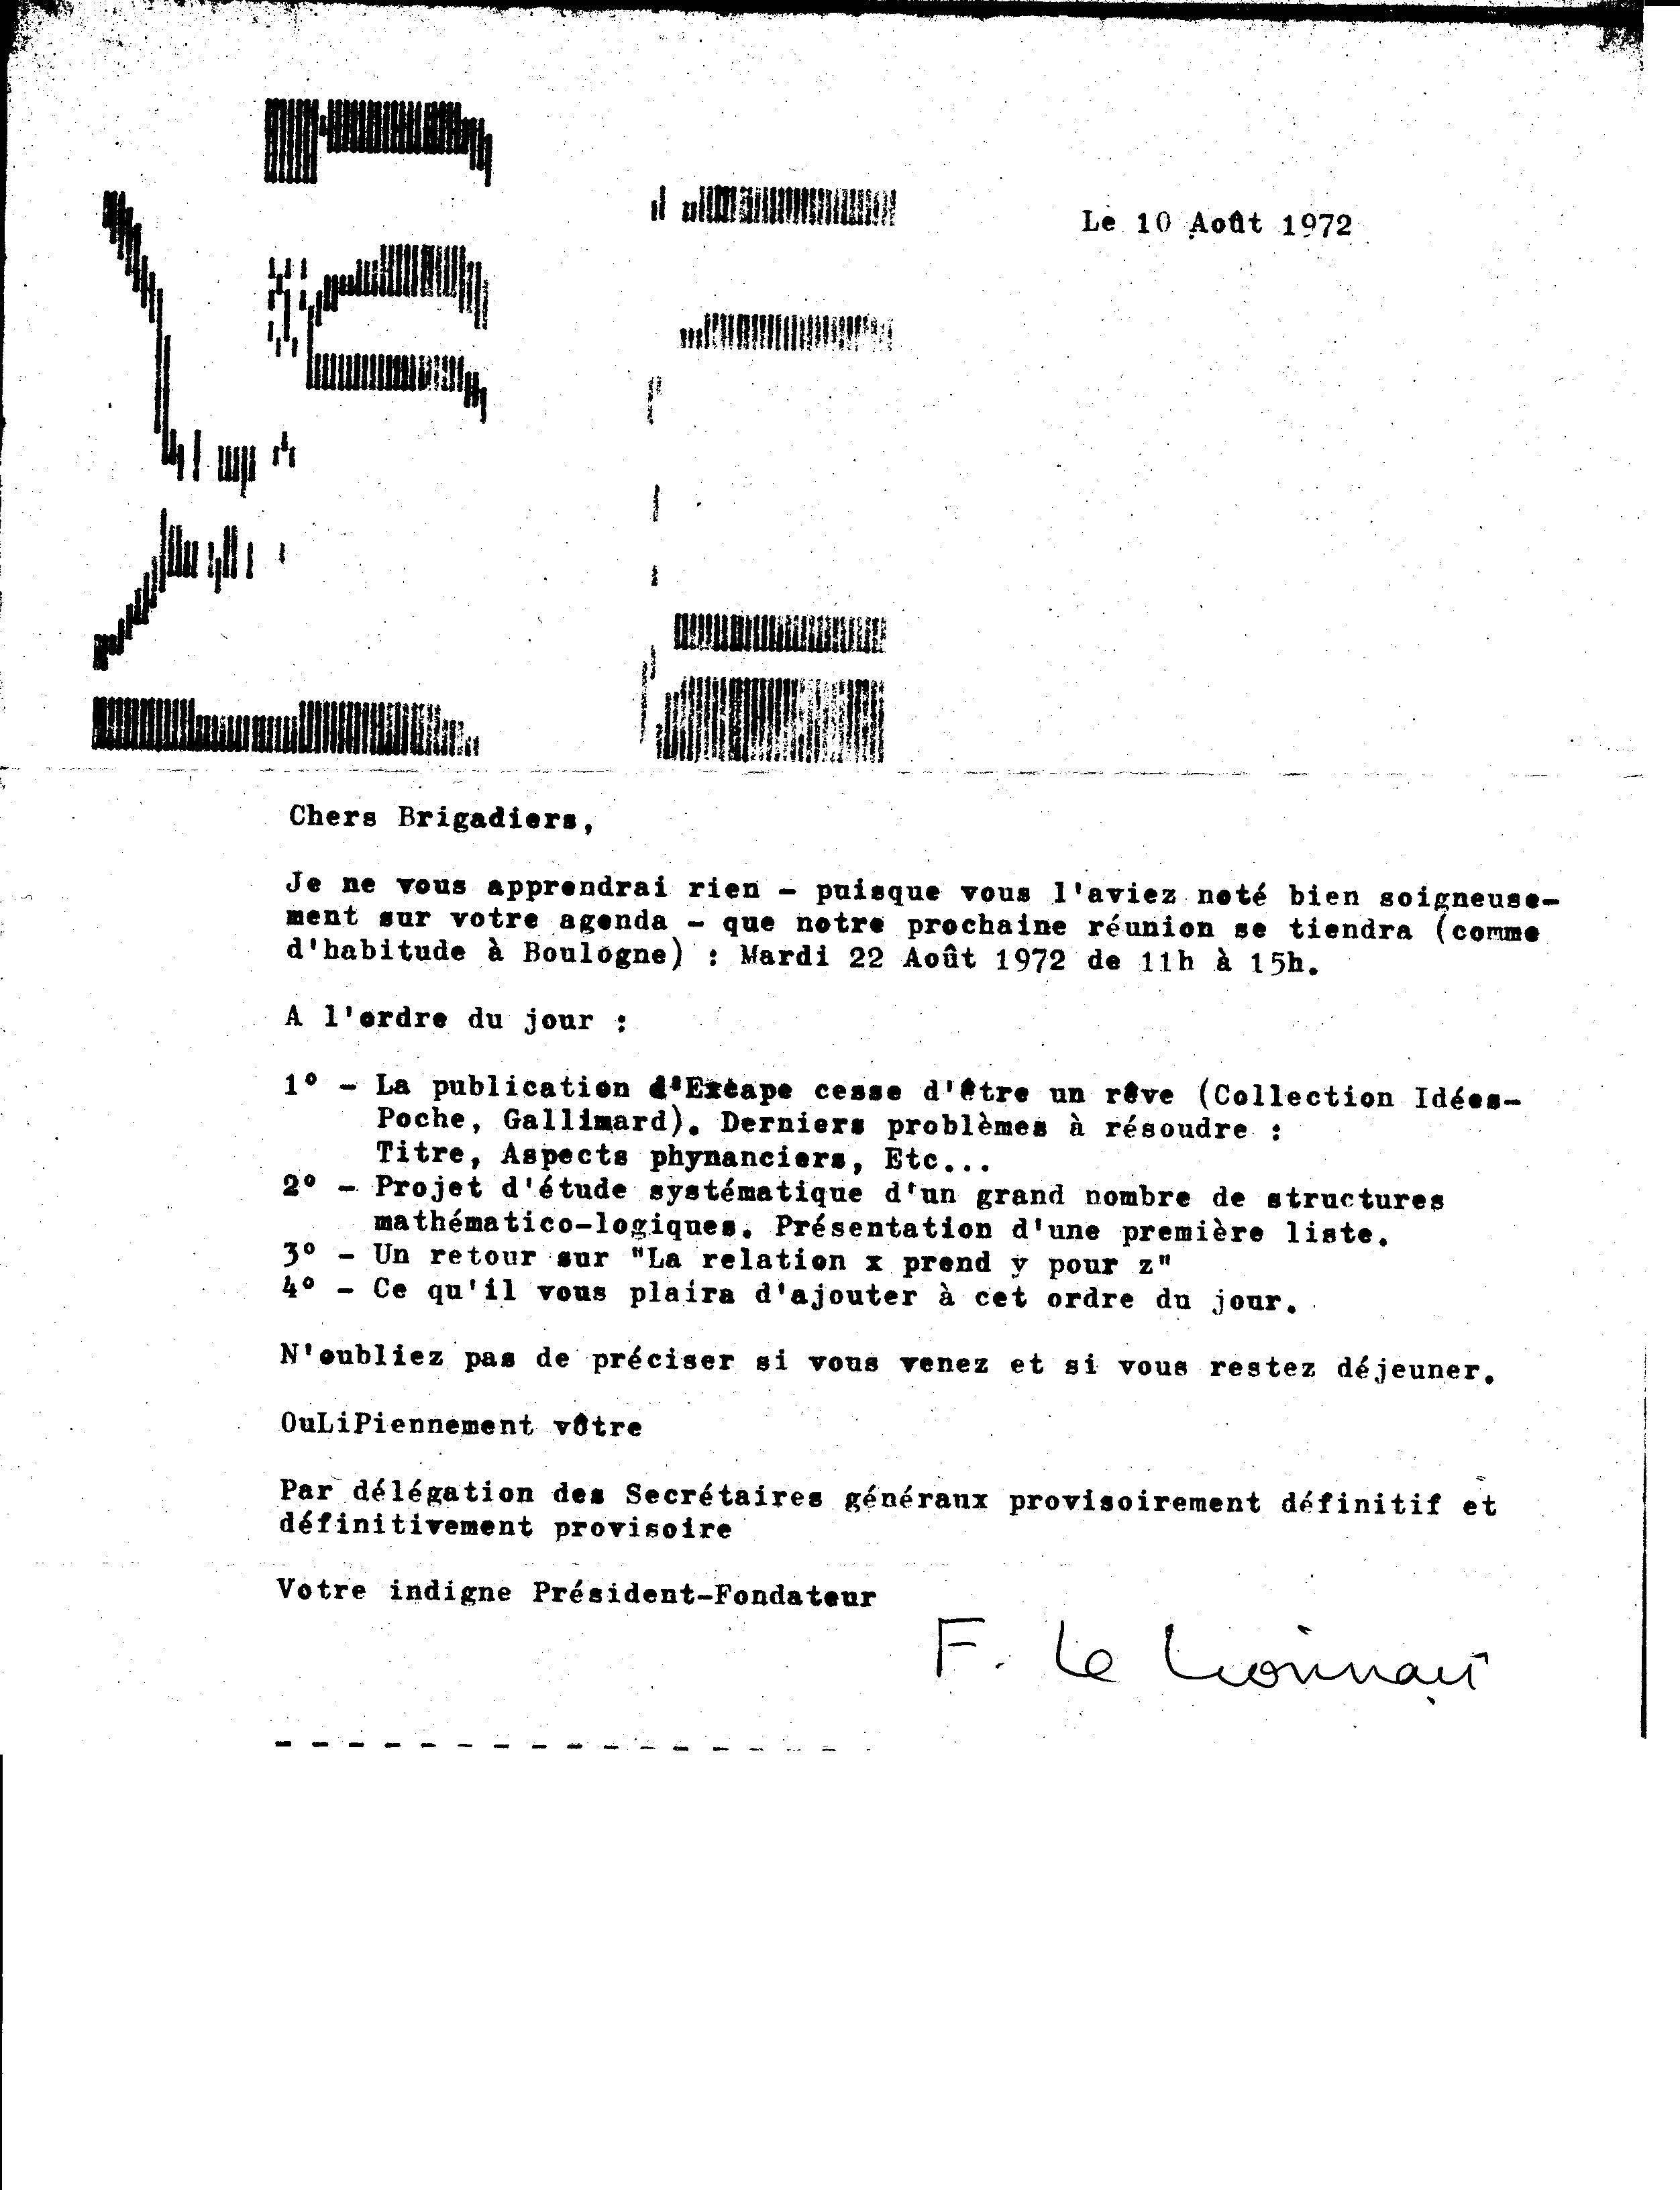 Le 10 Août 1972
Chers Brigadiers,
Je ne vous apprendrai rien - puisque vous l'aviez noté bien soigneuse-
ment sur votre agenda - que notre prochaine réunion se tiendra (comme
d'habitude à Boulogne) : Mardi 22 Août 1972 de 11h à 15h.
A l'ordre du jour :
1° - La publication d'Exeape cesse d'être un rêve (Collection Idées-
Poche, Gallimard). Derniers problèmes à résoudre :
Titre, Aspects phynanciers, Etc...
2° - Projet d'étude systématique d'un grand nombre de structures
mathématico-logiques. Présentation d'une première liste.
3° - Un retour sur "La relation x prend y pour z"
4° - Ce qu'il vous plaira d'ajouter à cet ordre du jour.
N'oubliez pas de préciser si vous venez et si vous restez déjeuner.
OuLiPiennement vôtre
Par délégation des Secrétaires généraux provisoirement définitif et
définitivement provisoire
Votre indigne Président-Fondateur
F. Le Lionnais